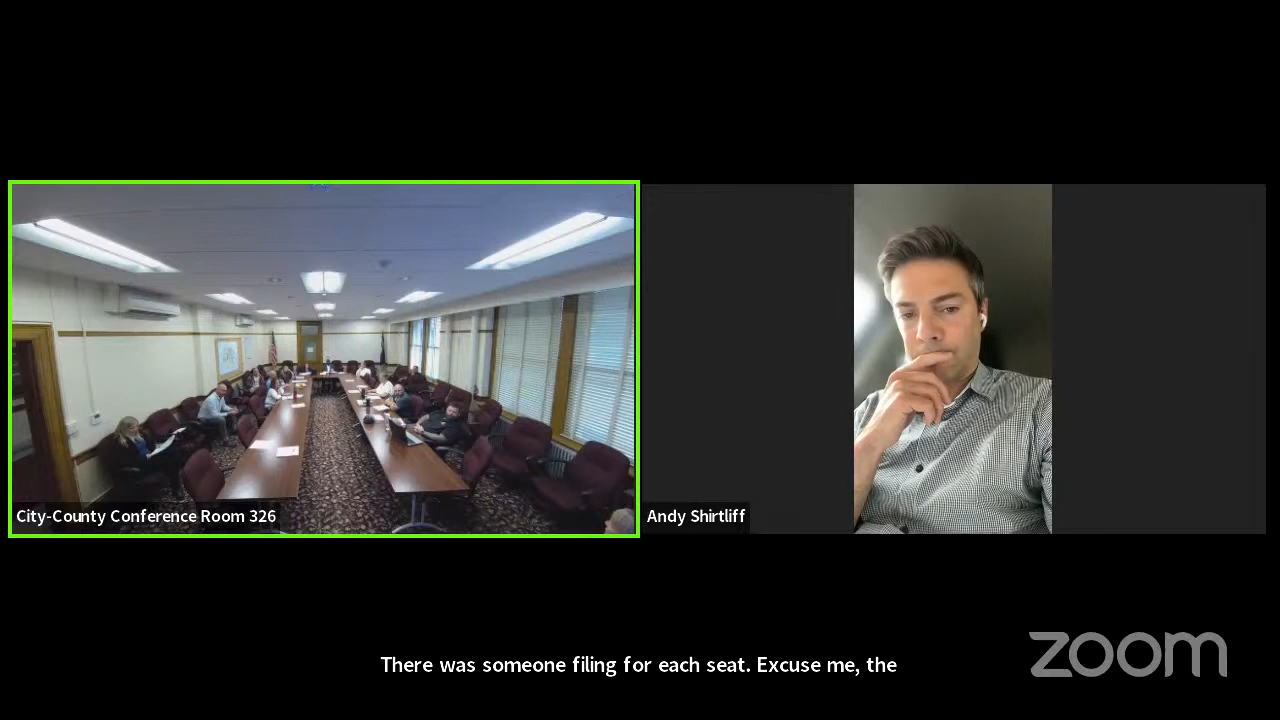 City-County Conference Room 326
Andy Shirtliff
There was someone filing for each seat. Excuse me, the
zoom